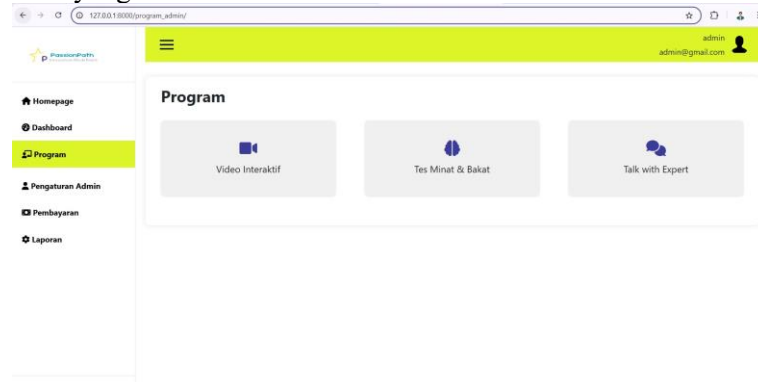 127.0.0.1:8000/program_admin/
admin
admin@gmail.com
PassionPath
Homepage
Dashboard
Program
Pengaturan Admin
Pembayaran
Laporan
Program
Video Interaktif
Tes Minat & Bakat
Talk with Expert